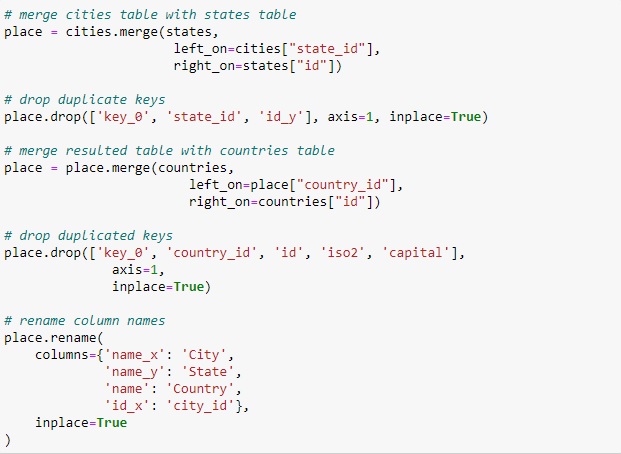 # merge cities table with states table
place = cities.merge(states,
                     left_on=cities["state_id"],
                     right_on=states["id"])
# drop duplicate keys
place.drop(['key_0', 'state_id', 'id_y'], axis=1, inplace=True)
# merge resulted table with countries table
place = place.merge(countries,
                       left_on=place["country_id"],
                       right_on=countries["id"])
# drop duplicated keys
place.drop(['key_0', 'country_id', 'id', 'iso2', 'capital'],
             axis=1,
             inplace=True)
# rename column names
place.rename(
    columns={'name_x': 'City',
             'name_y': 'State',
             'name': 'Country',
             'id_x': 'city_id'},
    inplace=True
)